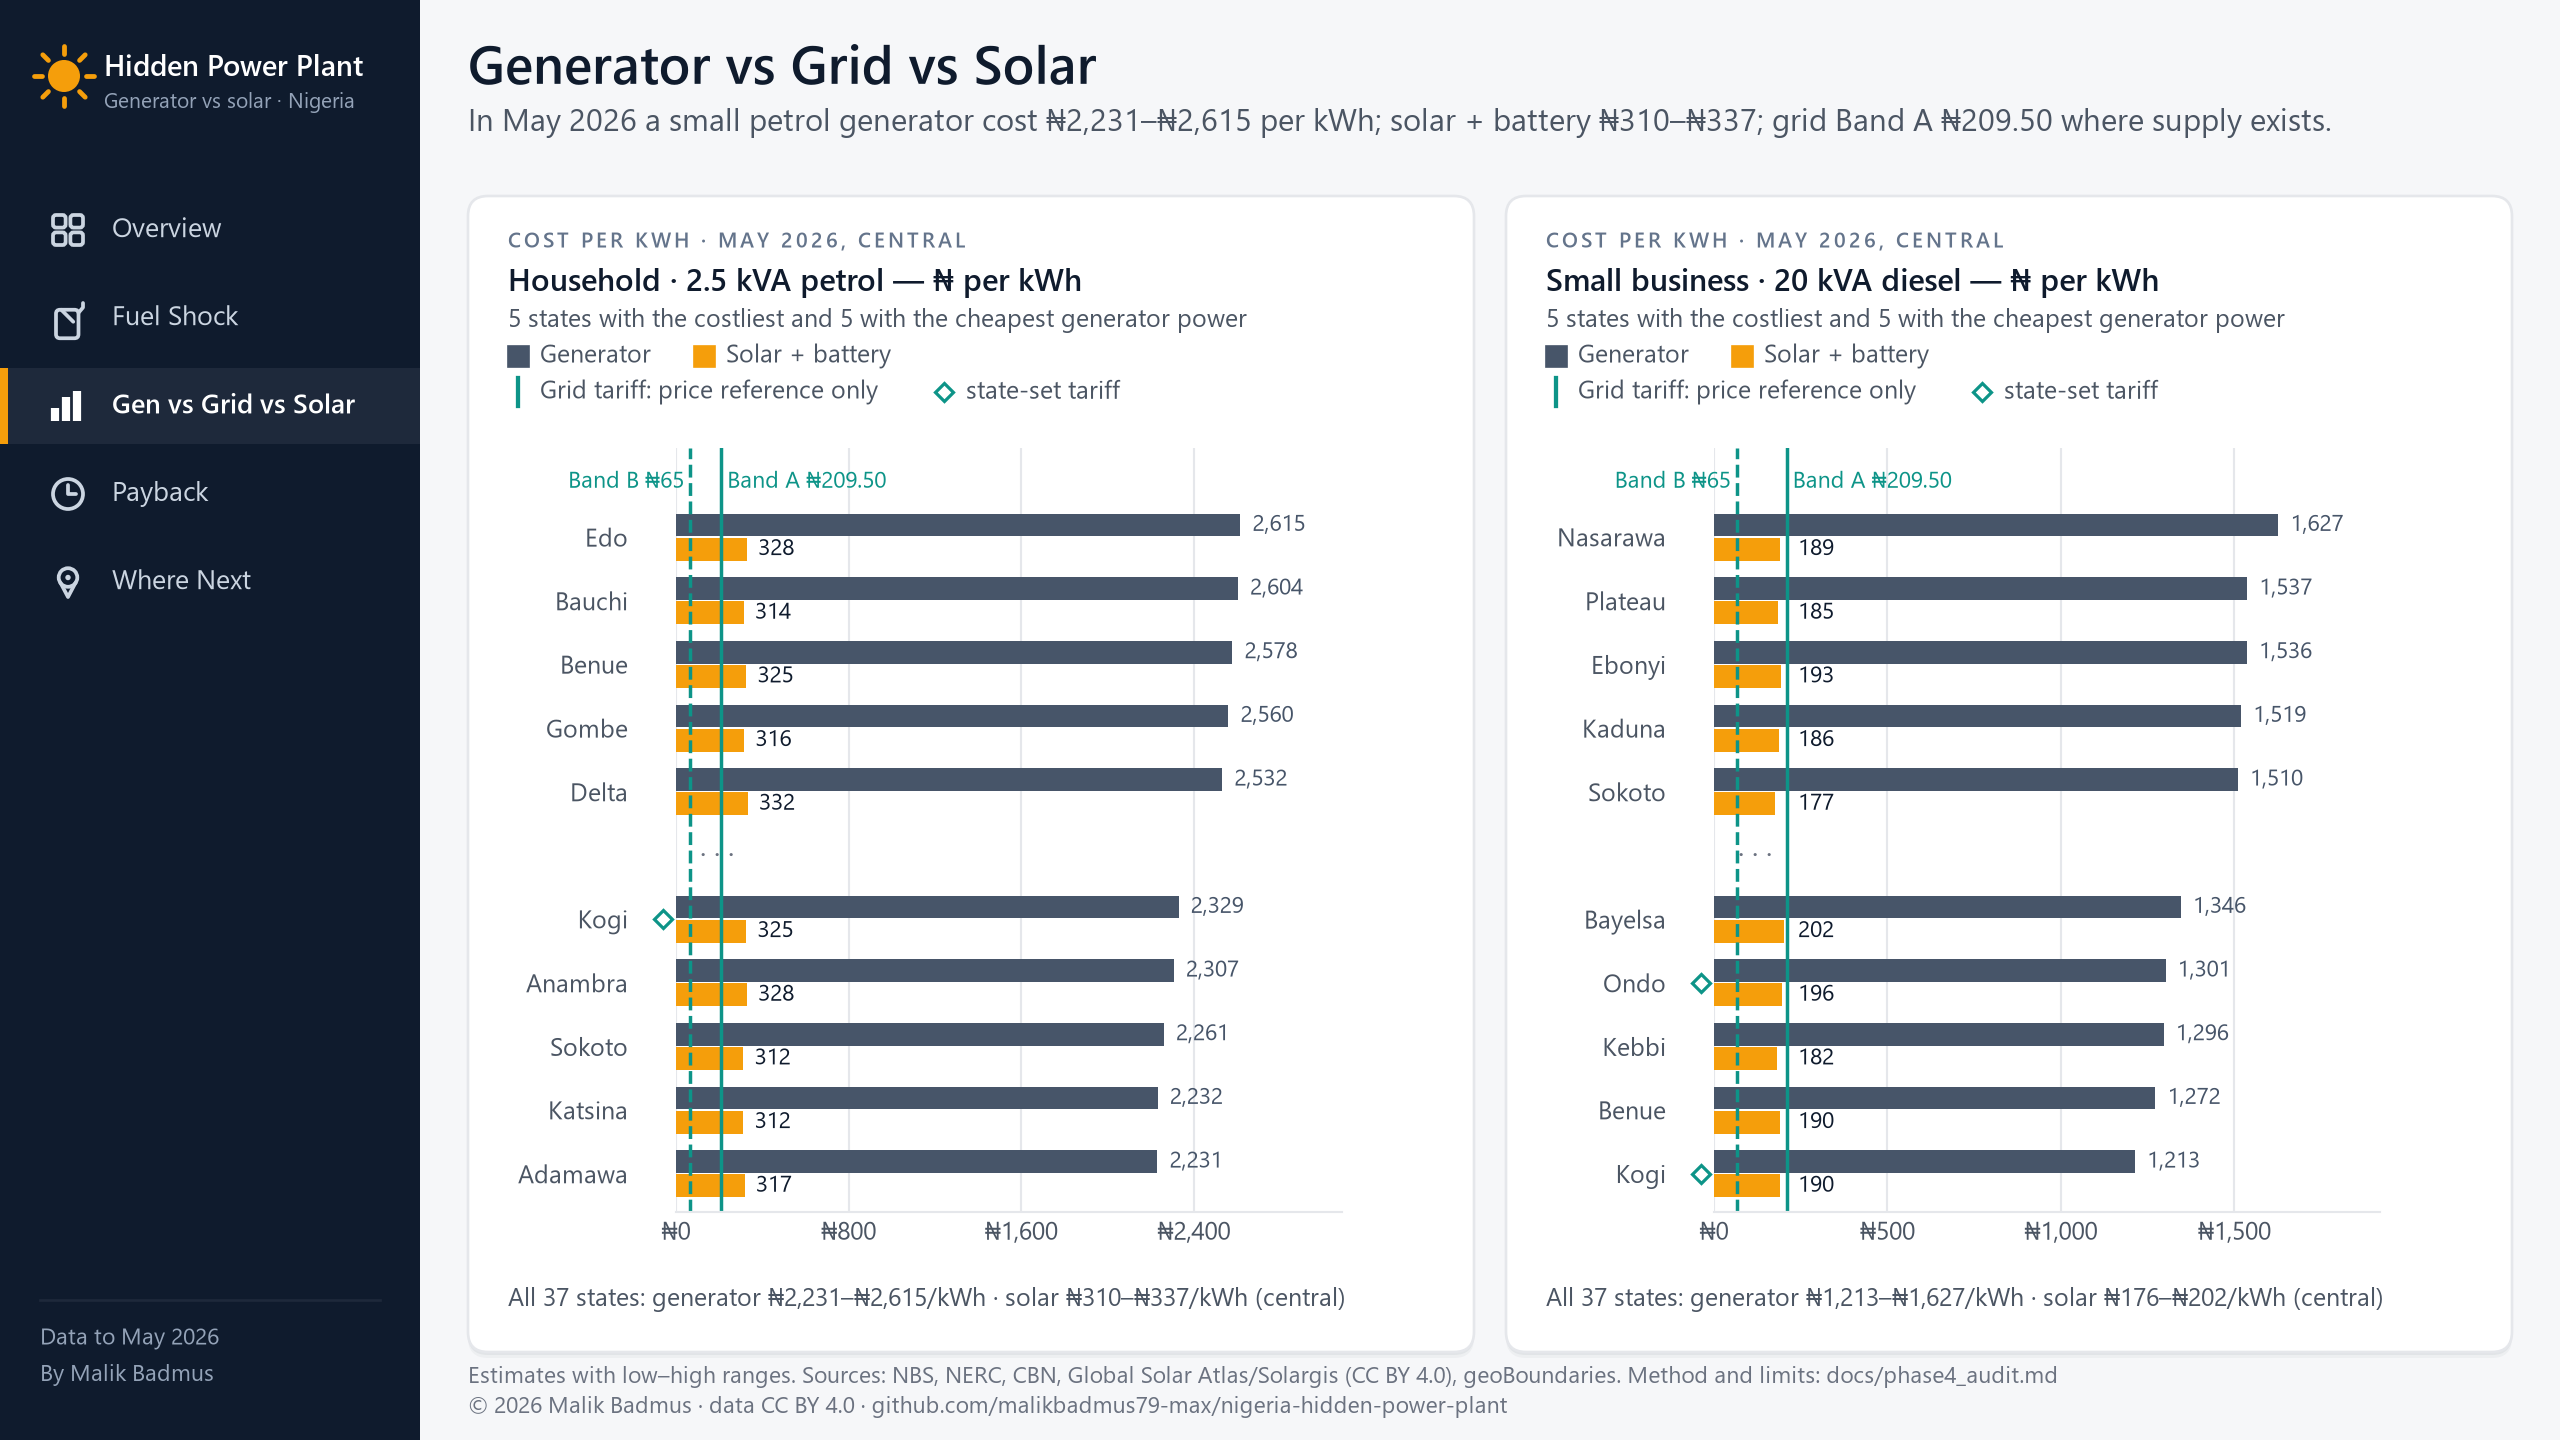 Hidden Power Plant
Generator vs solar · Nigeria
Overview
Fuel Shock
Gen vs Grid vs Solar
Payback
Where Next
Data to May 2026
By Malik Badmus
Generator vs Grid vs Solar
In May 2026 a small petrol generator cost ₦2,231–₦2,615 per kWh; solar + battery ₦310–₦337; grid Band A ₦209.50 where supply exists.
COST PER KWH · MAY 2026, CENTRAL
Household · 2.5 kVA petrol — ₦ per kWh
5 states with the costliest and 5 with the cheapest generator power
Generator Solar + battery
Grid tariff: price reference only state-set tariff
Band B ₦65 Band A ₦209.50
Edo 2,615
328
Bauchi 2,604
314
Benue 2,578
325
Gombe 2,560
316
Delta 2,532
332
· · ·
Kogi 2,329
325
Anambra 2,307
328
Sokoto 2,261
312
Katsina 2,232
312
Adamawa 2,231
317
₦0 ₦800 ₦1,600 ₦2,400
All 37 states: generator ₦2,231–₦2,615/kWh · solar ₦310–₦337/kWh (central)
COST PER KWH · MAY 2026, CENTRAL
Small business · 20 kVA diesel — ₦ per kWh
5 states with the costliest and 5 with the cheapest generator power
Generator Solar + battery
Grid tariff: price reference only state-set tariff
Band B ₦65 Band A ₦209.50
Nasarawa 1,627
189
Plateau 1,537
185
Ebonyi 1,536
193
Kaduna 1,519
186
Sokoto 1,510
177
· · ·
Bayelsa 1,346
202
Ondo 1,301
196
Kebbi 1,296
182
Benue 1,272
190
Kogi 1,213
190
₦0 ₦500 ₦1,000 ₦1,500
All 37 states: generator ₦1,213–₦1,627/kWh · solar ₦176–₦202/kWh (central)
Estimates with low–high ranges. Sources: NBS, NERC, CBN, Global Solar Atlas/Solargis (CC BY 4.0), geoBoundaries. Method and limits: docs/phase4_audit.md
© 2026 Malik Badmus · data CC BY 4.0 · github.com/malikbadmus79-max/nigeria-hidden-power-plant